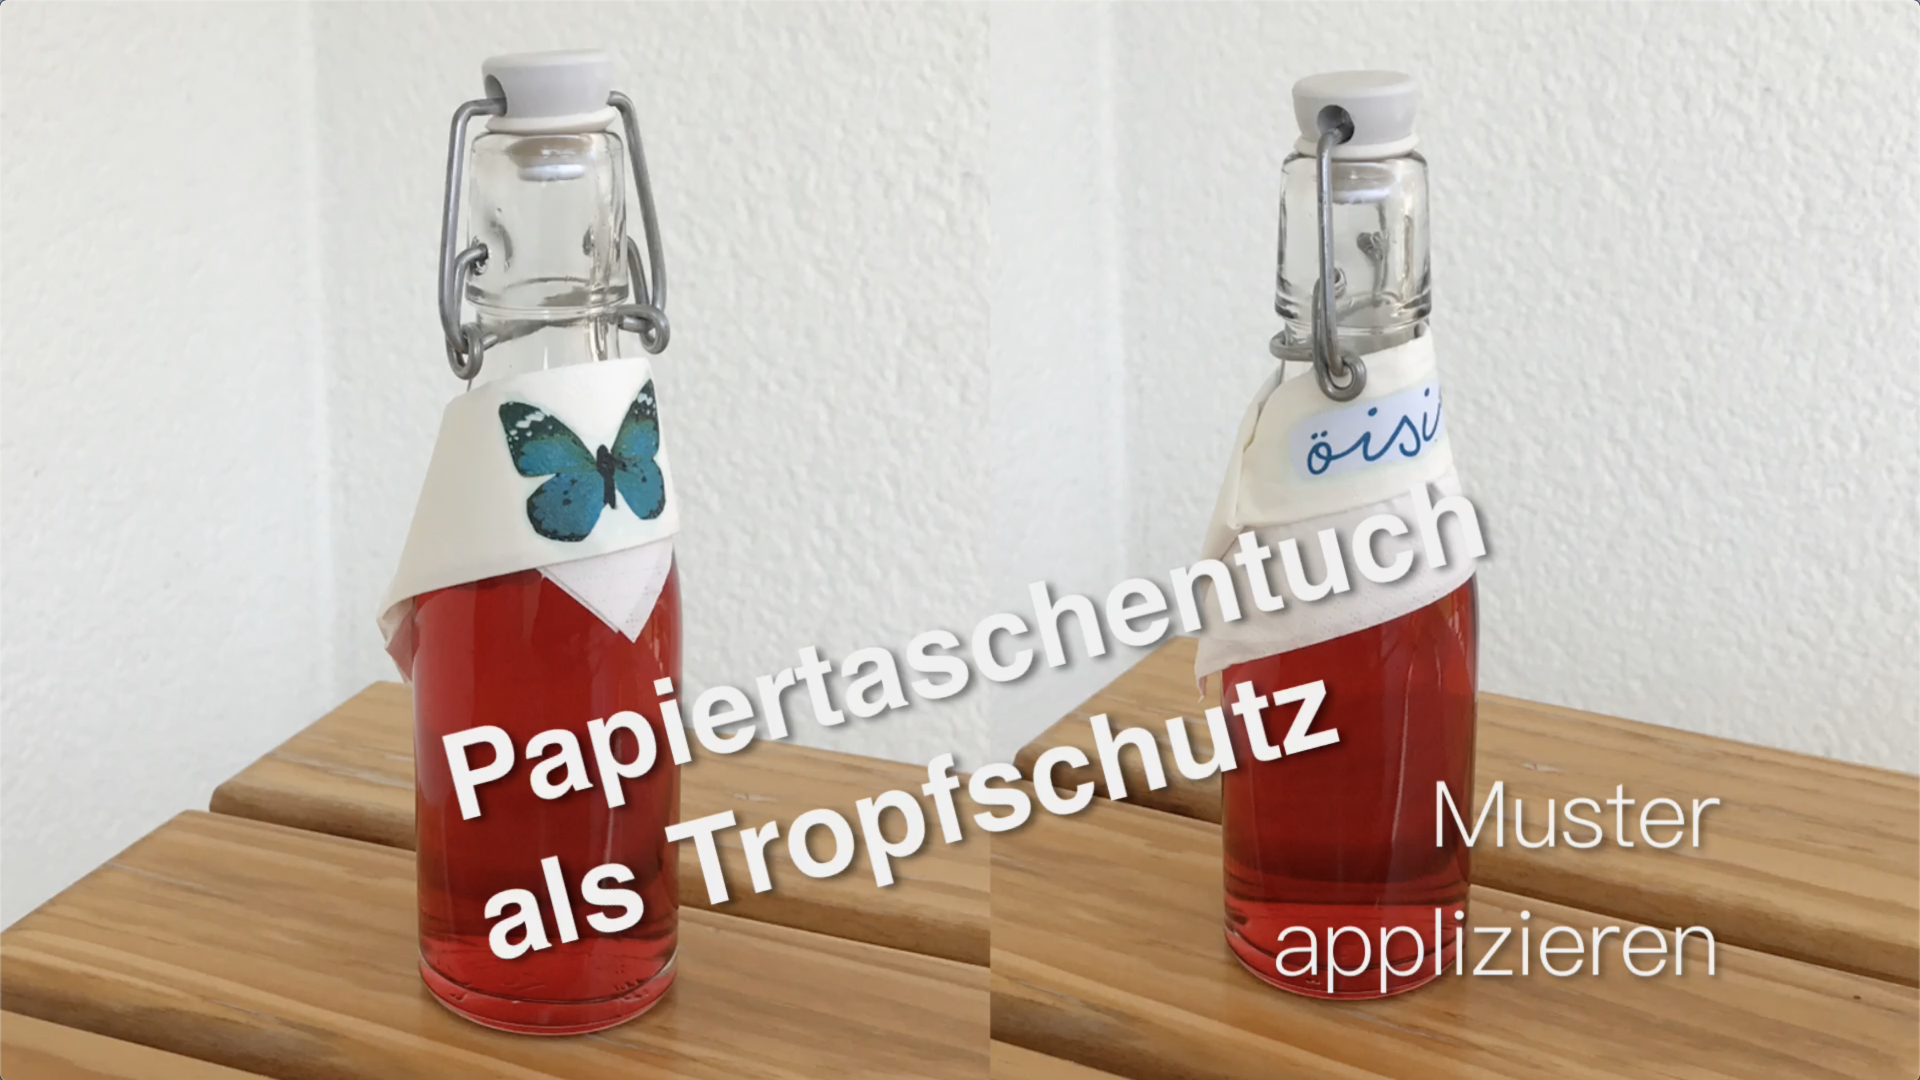 öisi
Papiertaschentuch
als Tropfschutz
Muster
applizieren